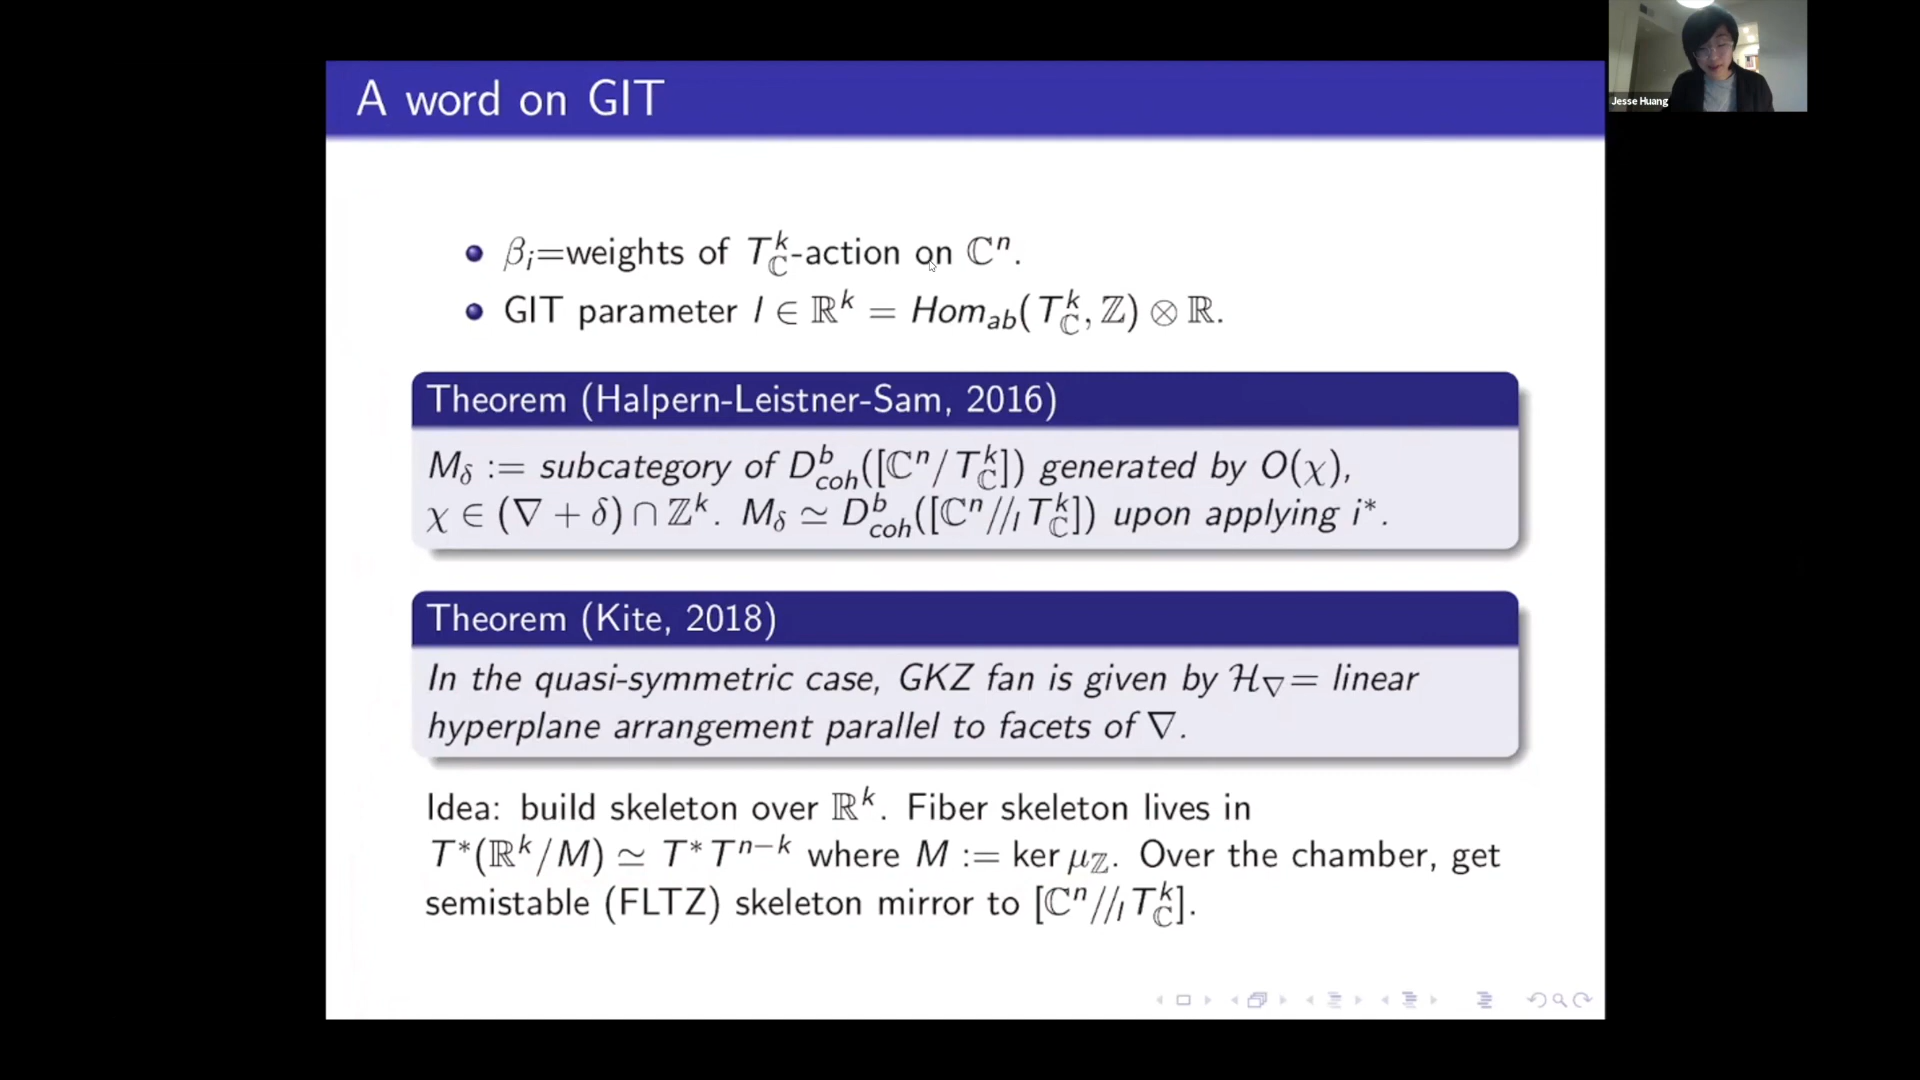 A word on GIT
Jesse Huang
β_i=weights of T^k_ℂ-action on ℂ^n.
GIT parameter l ∈ ℝ^k = Hom_ab(T^k_ℂ, ℤ) ⊗ ℝ.
Theorem (Halpern-Leistner-Sam, 2016)
M_δ := subcategory of D^b_coh([ℂ^n/T^k_ℂ]) generated by O(χ),
χ ∈ (∇ + δ) ∩ ℤ^k. M_δ ≃ D^b_coh([ℂ^n//_l T^k_ℂ]) upon applying i*.
Theorem (Kite, 2018)
In the quasi-symmetric case, GKZ fan is given by ℋ_∇= linear
hyperplane arrangement parallel to facets of ∇.
Idea: build skeleton over ℝ^k. Fiber skeleton lives in
T*(ℝ^k/M) ≃ T*T^{n−k} where M := ker μ_ℤ. Over the chamber, get
semistable (FLTZ) skeleton mirror to [ℂ^n//_l T^k_ℂ].